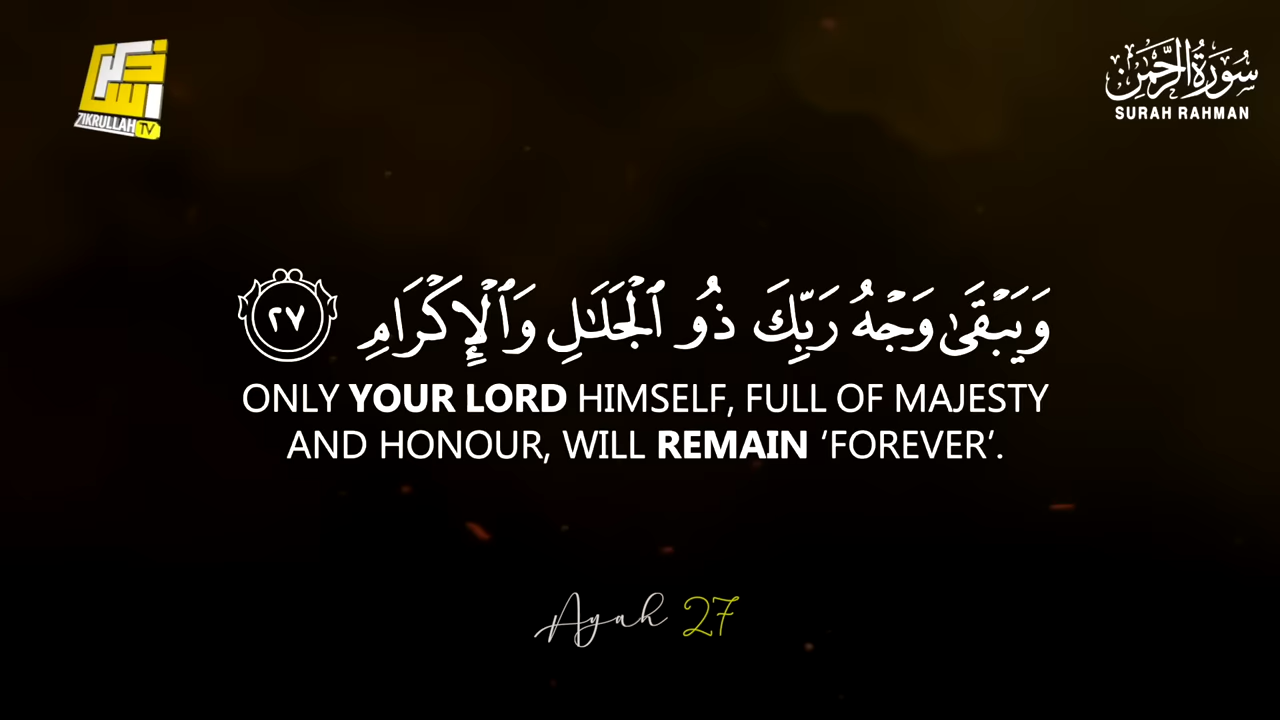 ZIKRULLAH TV
سُورَةُ الرَّحْمٰن
SURAH RAHMAN
وَيَبْقَىٰ وَجْهُ رَبِّكَ ذُو ٱلْجَلَـٰلِ وَٱلْإِكْرَامِ ٢٧
ONLY YOUR LORD HIMSELF, FULL OF MAJESTY
AND HONOUR, WILL REMAIN ‘FOREVER’.
Ayah 27